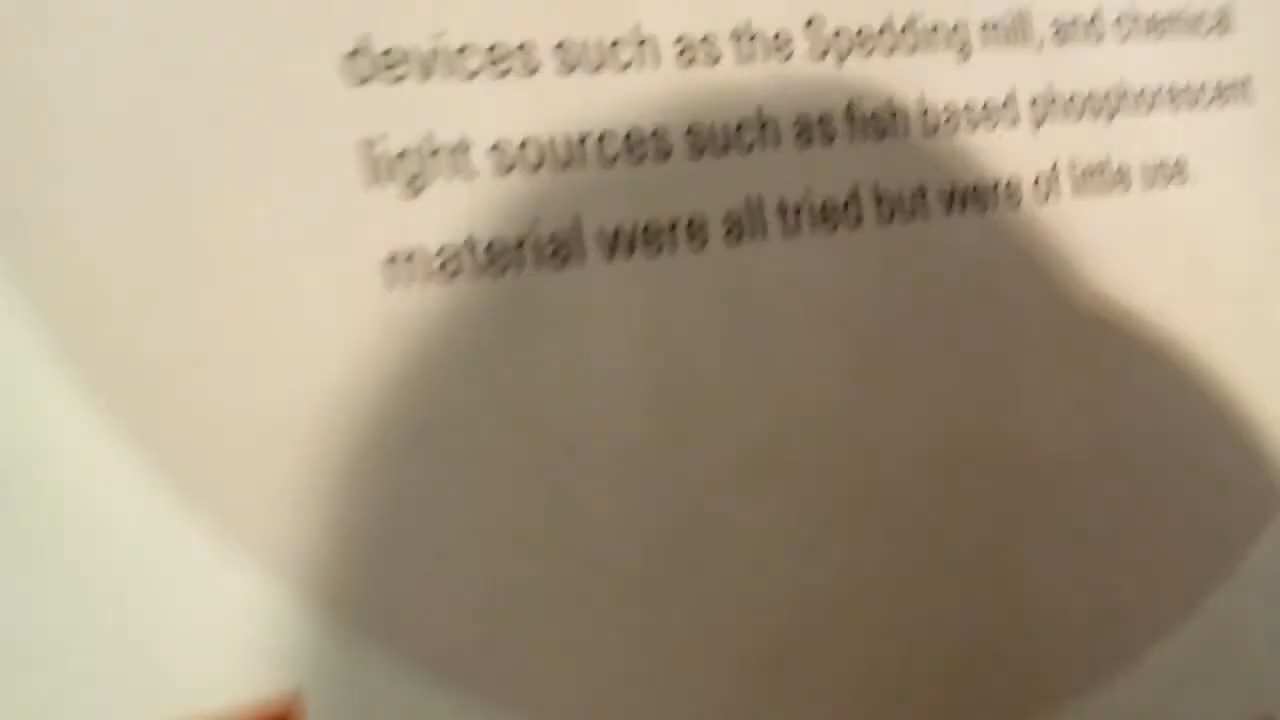 devices such as the Spedding mill, and chemical
light sources such as fish based phosphorescent
material were all tried but were of little use.